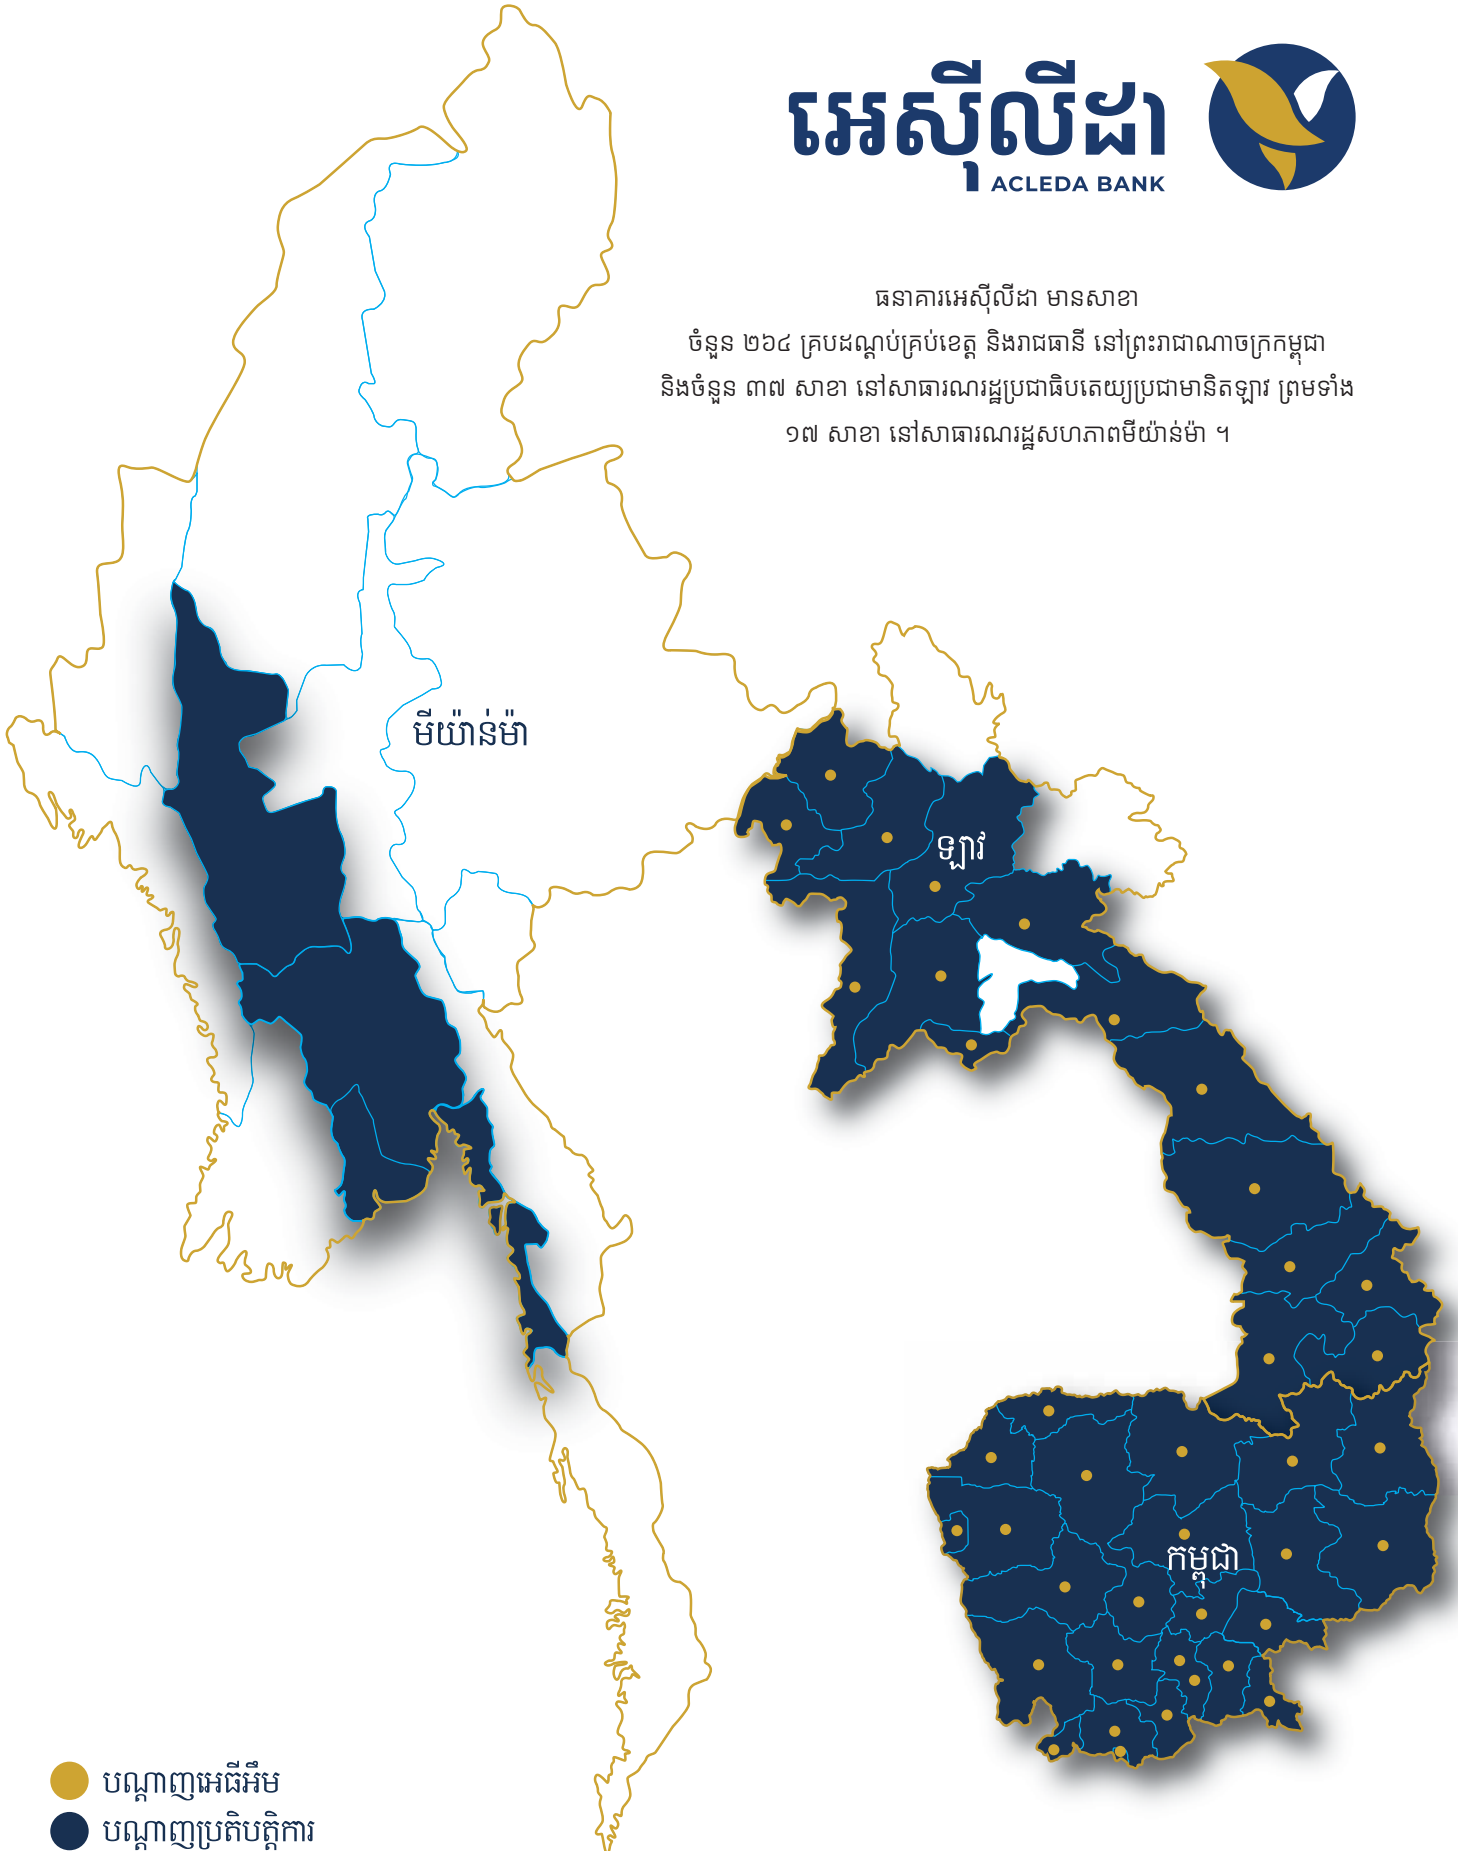 អេស៊ីលីដា
ACLEDA BANK
ធនាគារអេស៊ីលីដា មានសាខា
ចំនួន ២៦៤ គ្របដណ្តប់គ្រប់ខេត្ត និងរាជធានី នៅព្រះរាជាណាចក្រកម្ពុជា
និងចំនួន ៣៧ សាខា នៅសាធារណរដ្ឋប្រជាធិបតេយ្យប្រជាមានិតឡាវ ព្រមទាំង
១៧ សាខា នៅសាធារណរដ្ឋសហភាពមីយ៉ាន់ម៉ា ។
មីយ៉ាន់ម៉ា
ឡាវ
កម្ពុជា
បណ្តាញអេធីអឹម
បណ្តាញប្រតិបត្តិការ